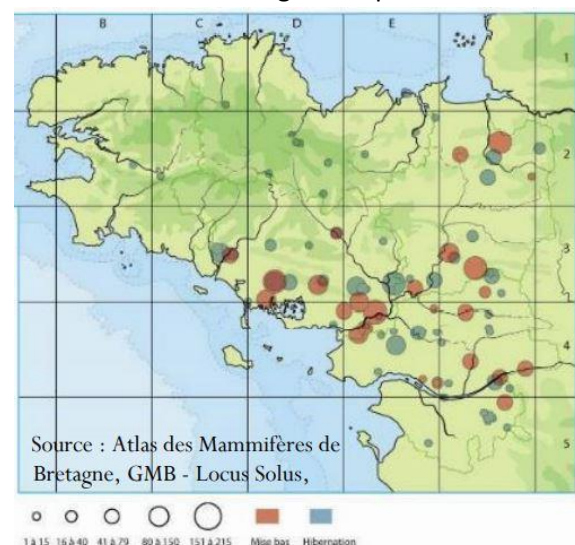 B C D E
1
2
3
1
4
5
Source : Atlas des Mammifères de
Bretagne, GMB - Locus Solus,
1 à 15 16 à 40 41 à 79 80 à 150 151 à 215 Mise bas Hibernation